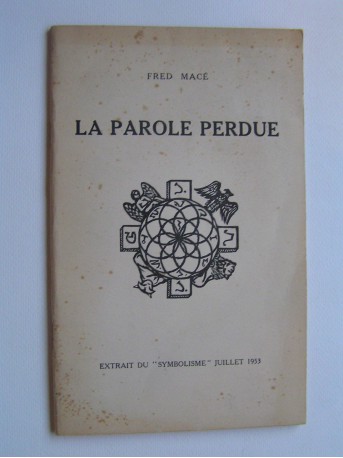 FRED MACÉ
LA PAROLE PERDUE
EXTRAIT DU "SYMBOLISME" JUILLET 1953